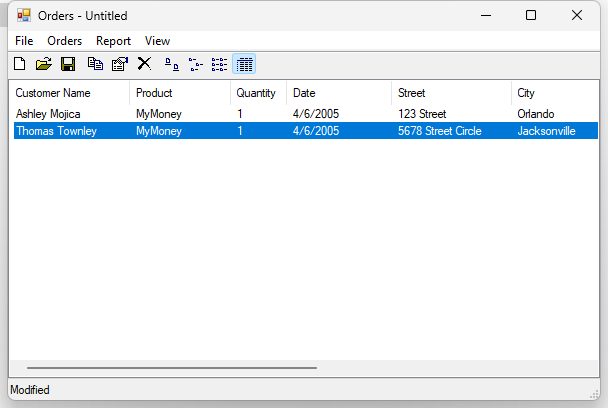 Orders - Untitled
File Orders Report View
Customer Name Product Quantity Date Street City
Ashley Mojica MyMoney 1 4/6/2005 123 Street Orlando
Thomas Townley MyMoney 1 4/6/2005 5678 Street Circle Jacksonville
Modified